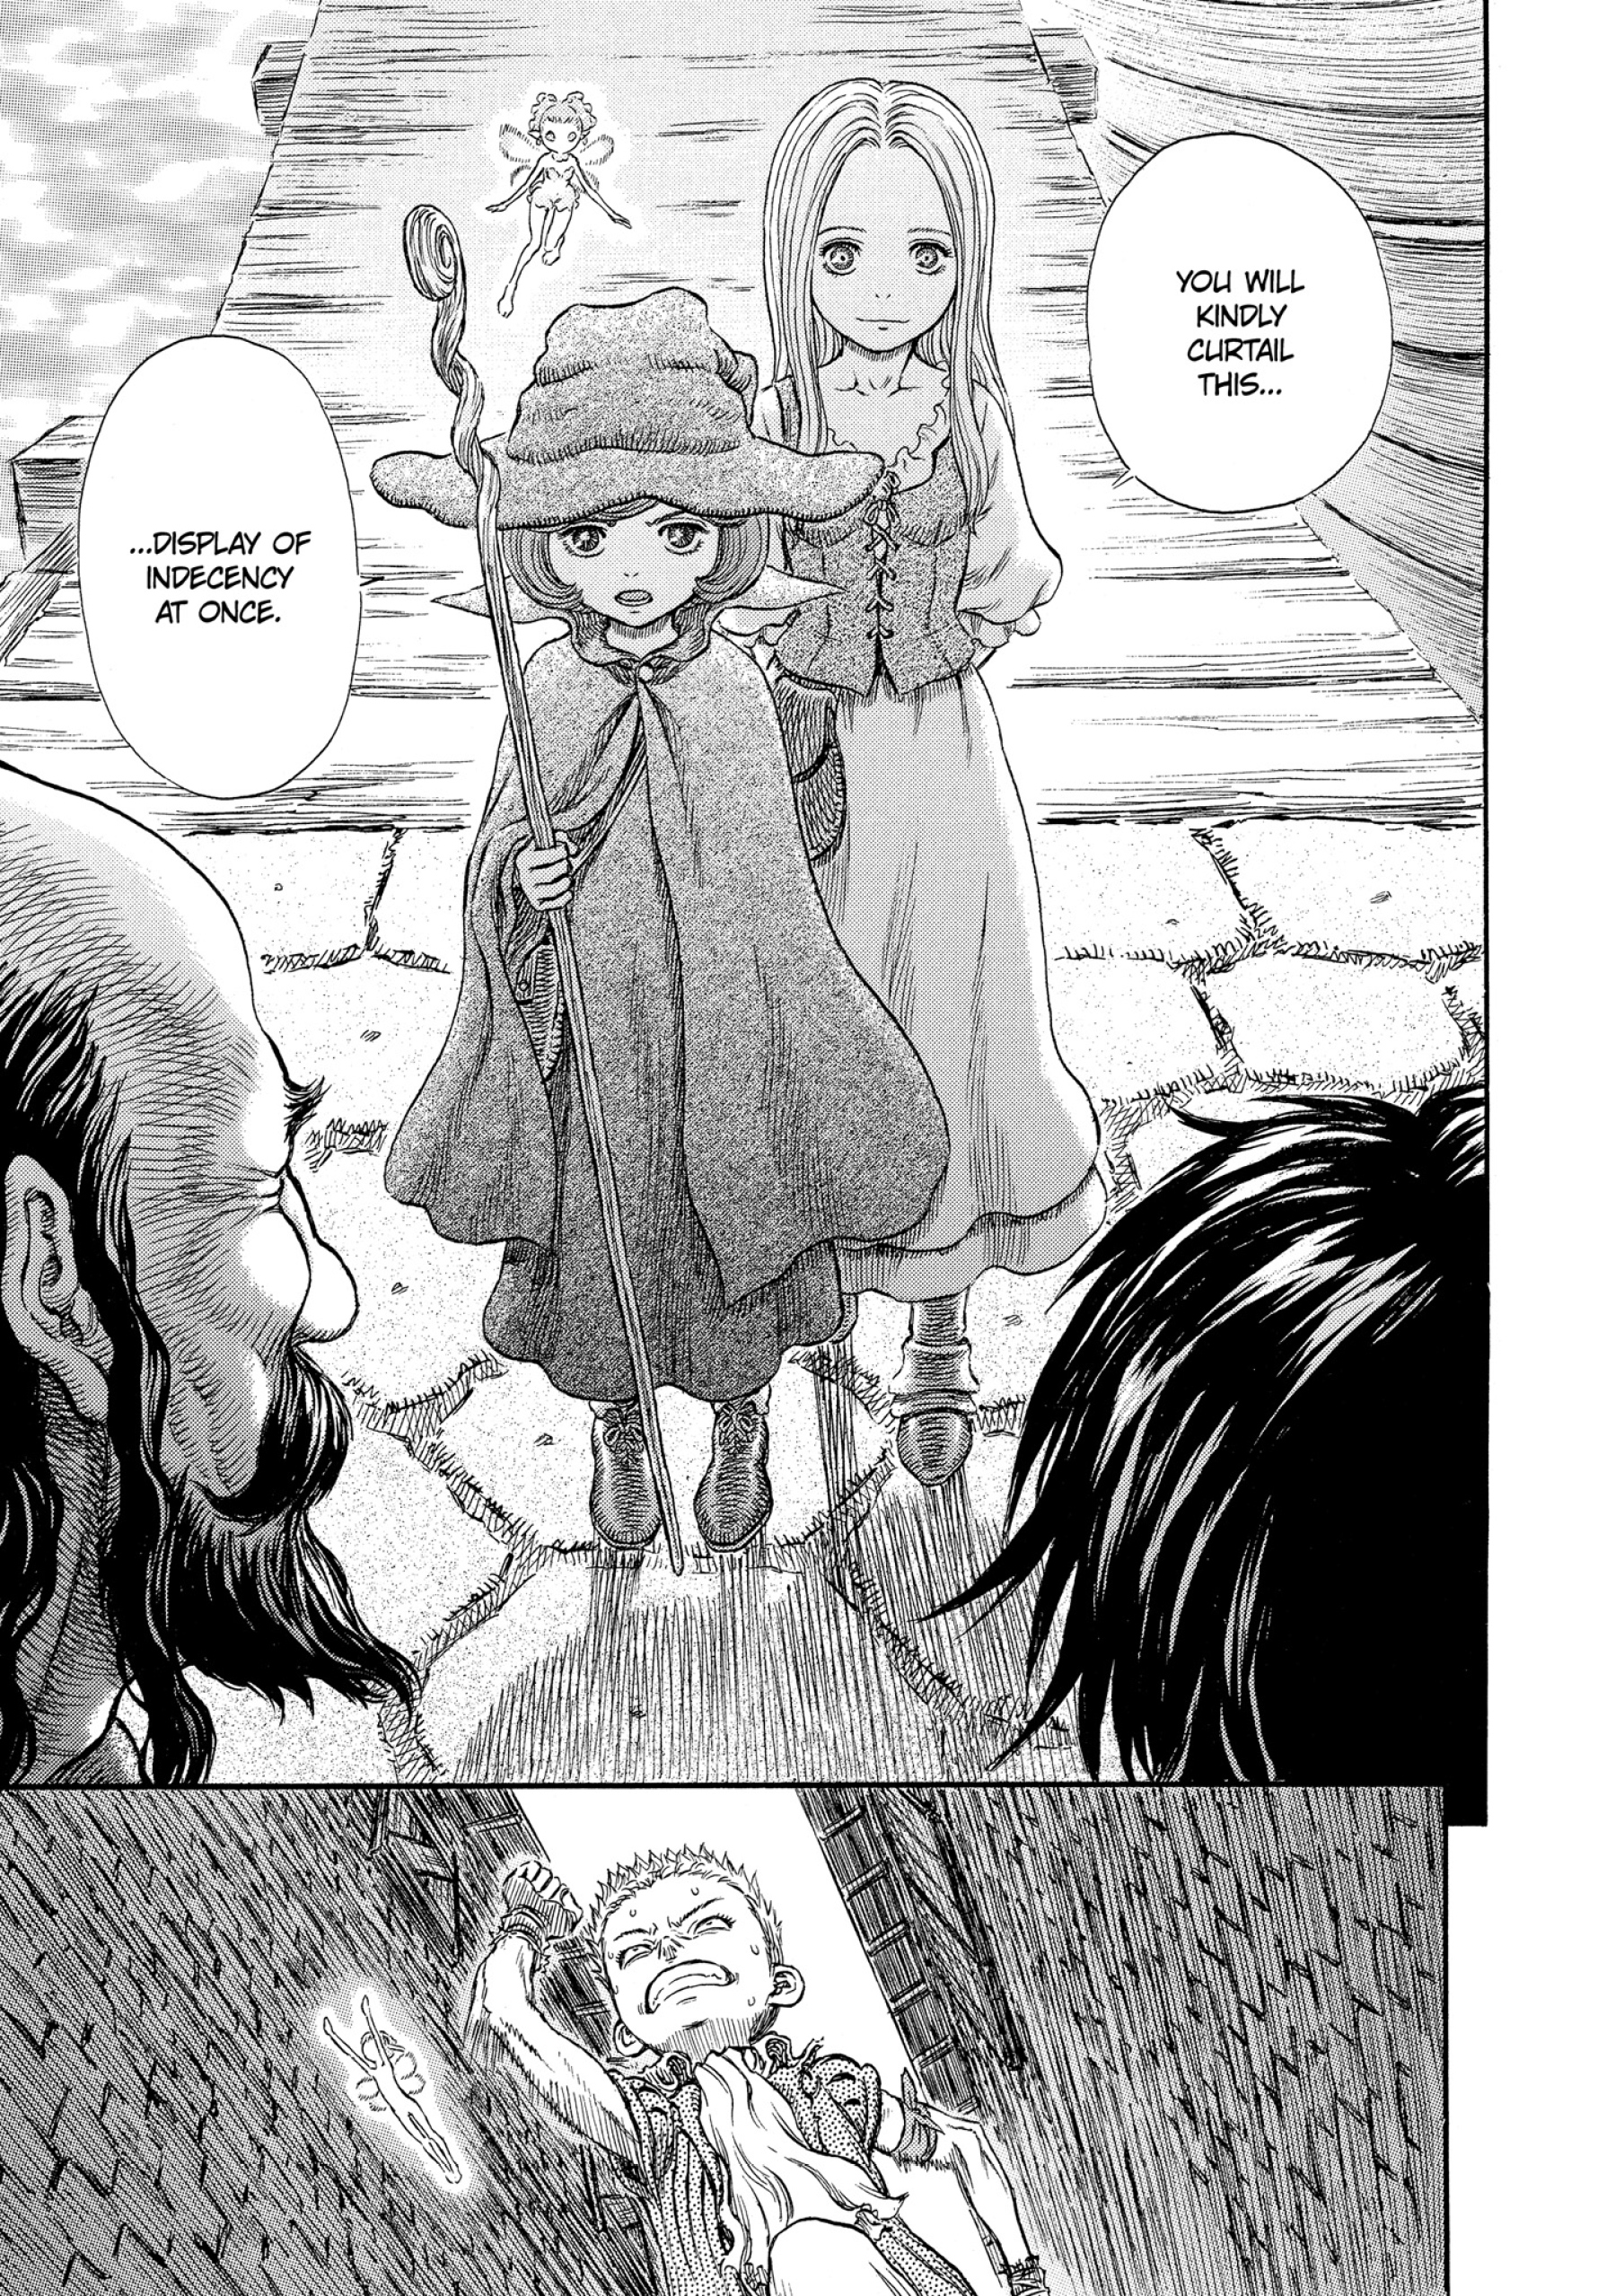 YOU WILL
KINDLY
CURTAIL
THIS...
...DISPLAY OF
INDECENCY
AT ONCE.